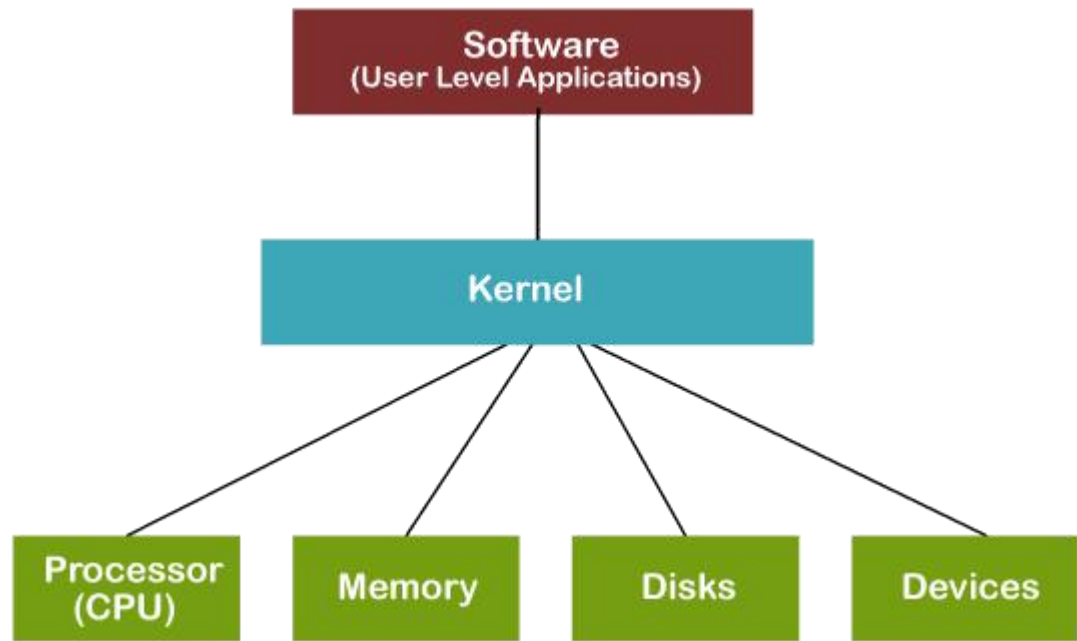 Software
(User Level Applications)
Kernel
Processor
(CPU)
Memory
Disks
Devices